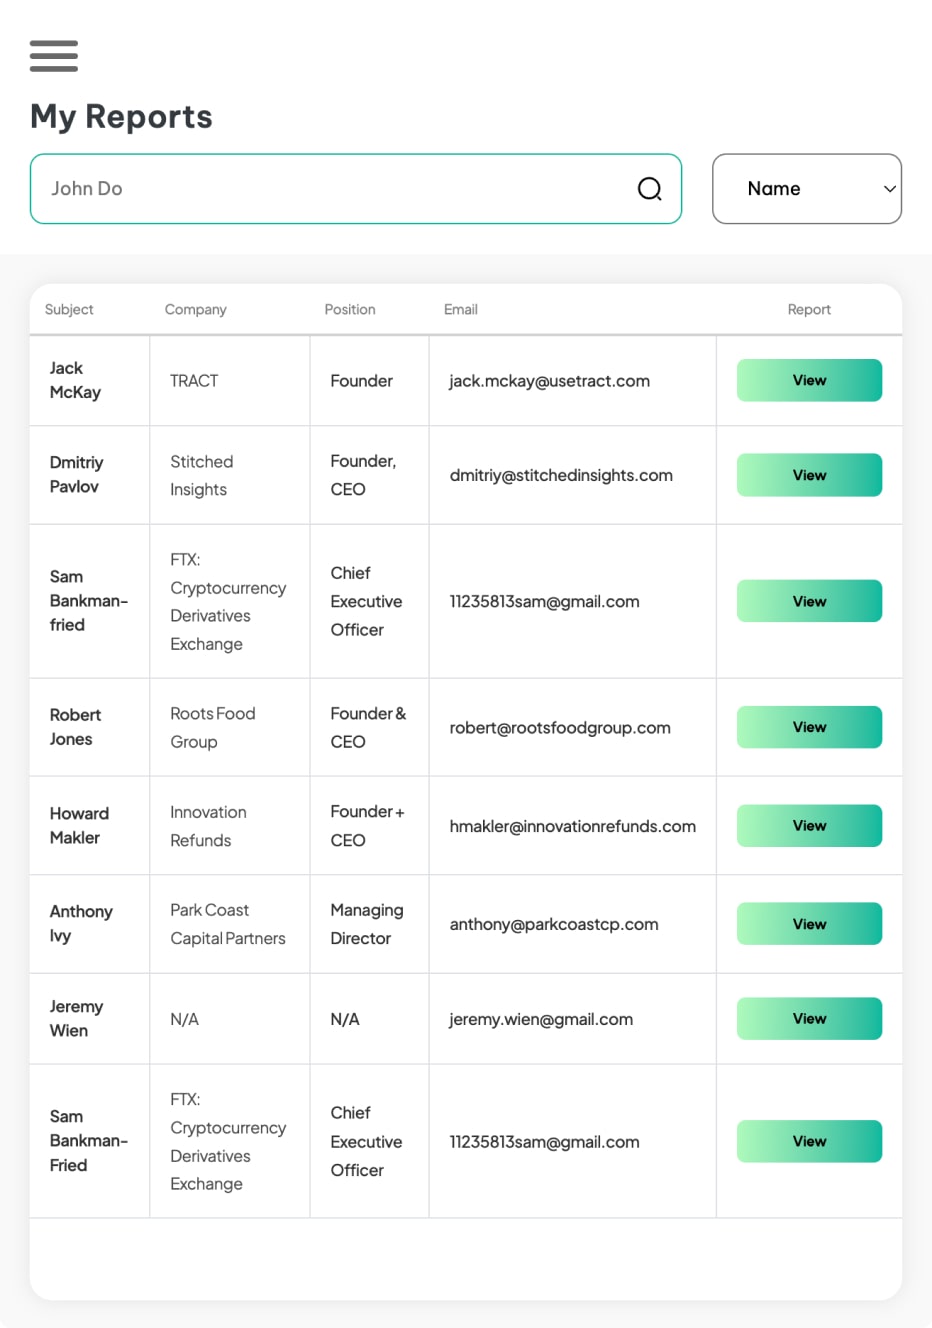 My Reports
John Do
Name
Subject Company Position Email Report
Jack
McKay
TRACT
Founder
jack.mckay@usetract.com
View
Dmitriy
Pavlov
Stitched
Insights
Founder,
CEO
dmitriy@stitchedinsights.com
View
Sam
Bankman-
fried
FTX:
Cryptocurrency
Derivatives
Exchange
Chief
Executive
Officer
11235813sam@gmail.com
View
Robert
Jones
Roots Food
Group
Founder &
CEO
robert@rootsfoodgroup.com
View
Howard
Makler
Innovation
Refunds
Founder +
CEO
hmakler@innovationrefunds.com
View
Anthony
Ivy
Park Coast
Capital Partners
Managing
Director
anthony@parkcoastcp.com
View
Jeremy
Wien
N/A
N/A
jeremy.wien@gmail.com
View
Sam
Bankman-
Fried
FTX:
Cryptocurrency
Derivatives
Exchange
Chief
Executive
Officer
11235813sam@gmail.com
View